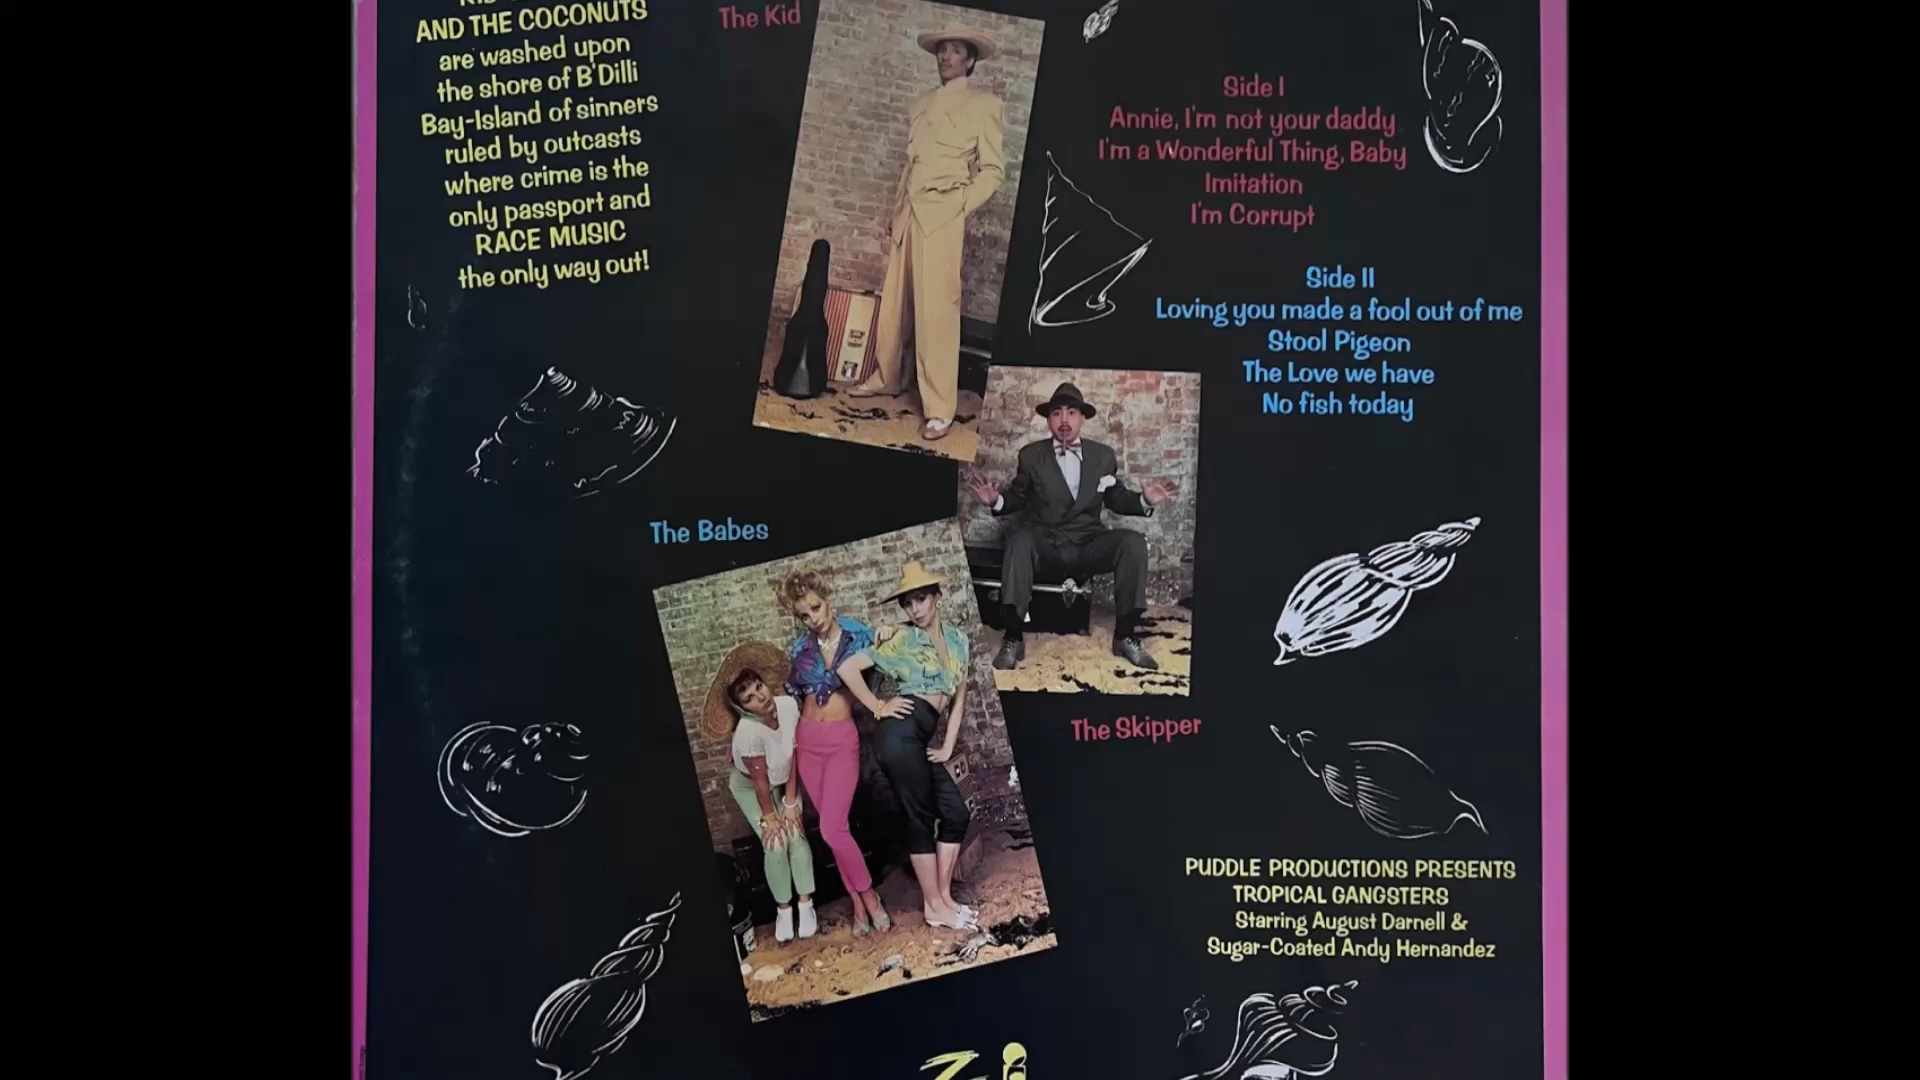 AND THE COCONUTS
are washed upon
the shore of B'Dilli
Bay-Island of sinners
ruled by outcasts
where crime is the
only passport and
RACE MUSIC
the only way out!
The Kid
Side I
Annie, I'm not your daddy
I'm a Wonderful Thing, Baby
Imitation
I'm Corrupt
Side II
Loving you made a fool out of me
Stool Pigeon
The Love we have
No fish today
The Babes
The Skipper
PUDDLE PRODUCTIONS PRESENTS
TROPICAL GANGSTERS
Starring August Darnell &
Sugar-Coated Andy Hernandez